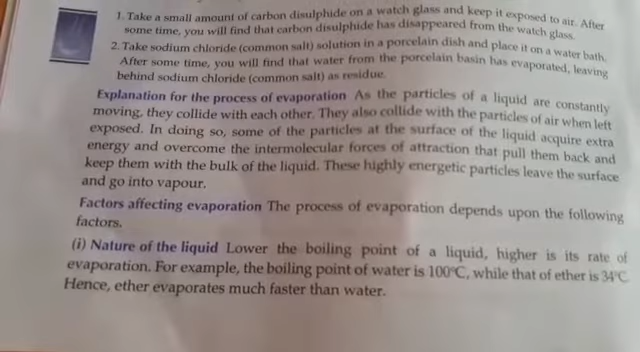 1. Take a small amount of carbon disulphide on a watch glass and keep it exposed to air. After
some time, you will find that carbon disulphide has disappeared from the watch glass.
2. Take sodium chloride (common salt) solution in a porcelain dish and place it on a water bath.
After some time, you will find that water from the porcelain basin has evaporated, leaving
behind sodium chloride (common salt) as residue.
Explanation for the process of evaporation As the particles of a liquid are constantly
moving, they collide with each other. They also collide with the particles of air when left
exposed. In doing so, some of the particles at the surface of the liquid acquire extra
energy and overcome the intermolecular forces of attraction that pull them back and
keep them with the bulk of the liquid. These highly energetic particles leave the surface
and go into vapour.
Factors affecting evaporation The process of evaporation depends upon the following
factors.
(i) Nature of the liquid Lower the boiling point of a liquid, higher is its rate of
evaporation. For example, the boiling point of water is 100°C, while that of ether is 34°C.
Hence, ether evaporates much faster than water.